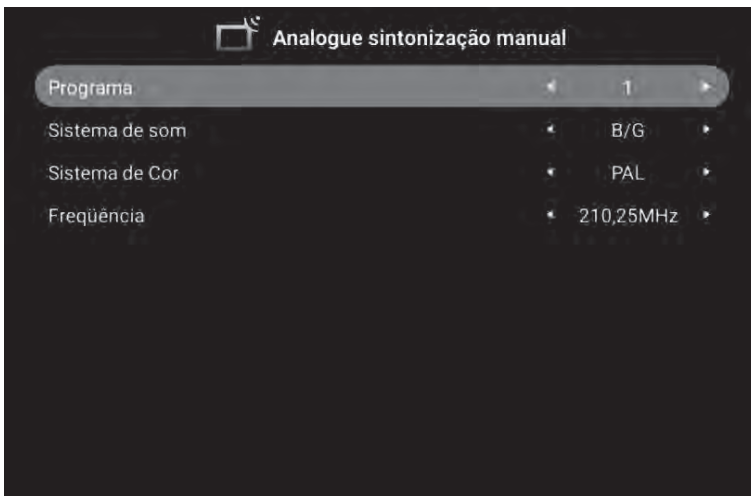 Analogue sintonização manual
Programa 1
Sistema de som B/G
Sistema de Cor PAL
Freqüência 210,25MHz